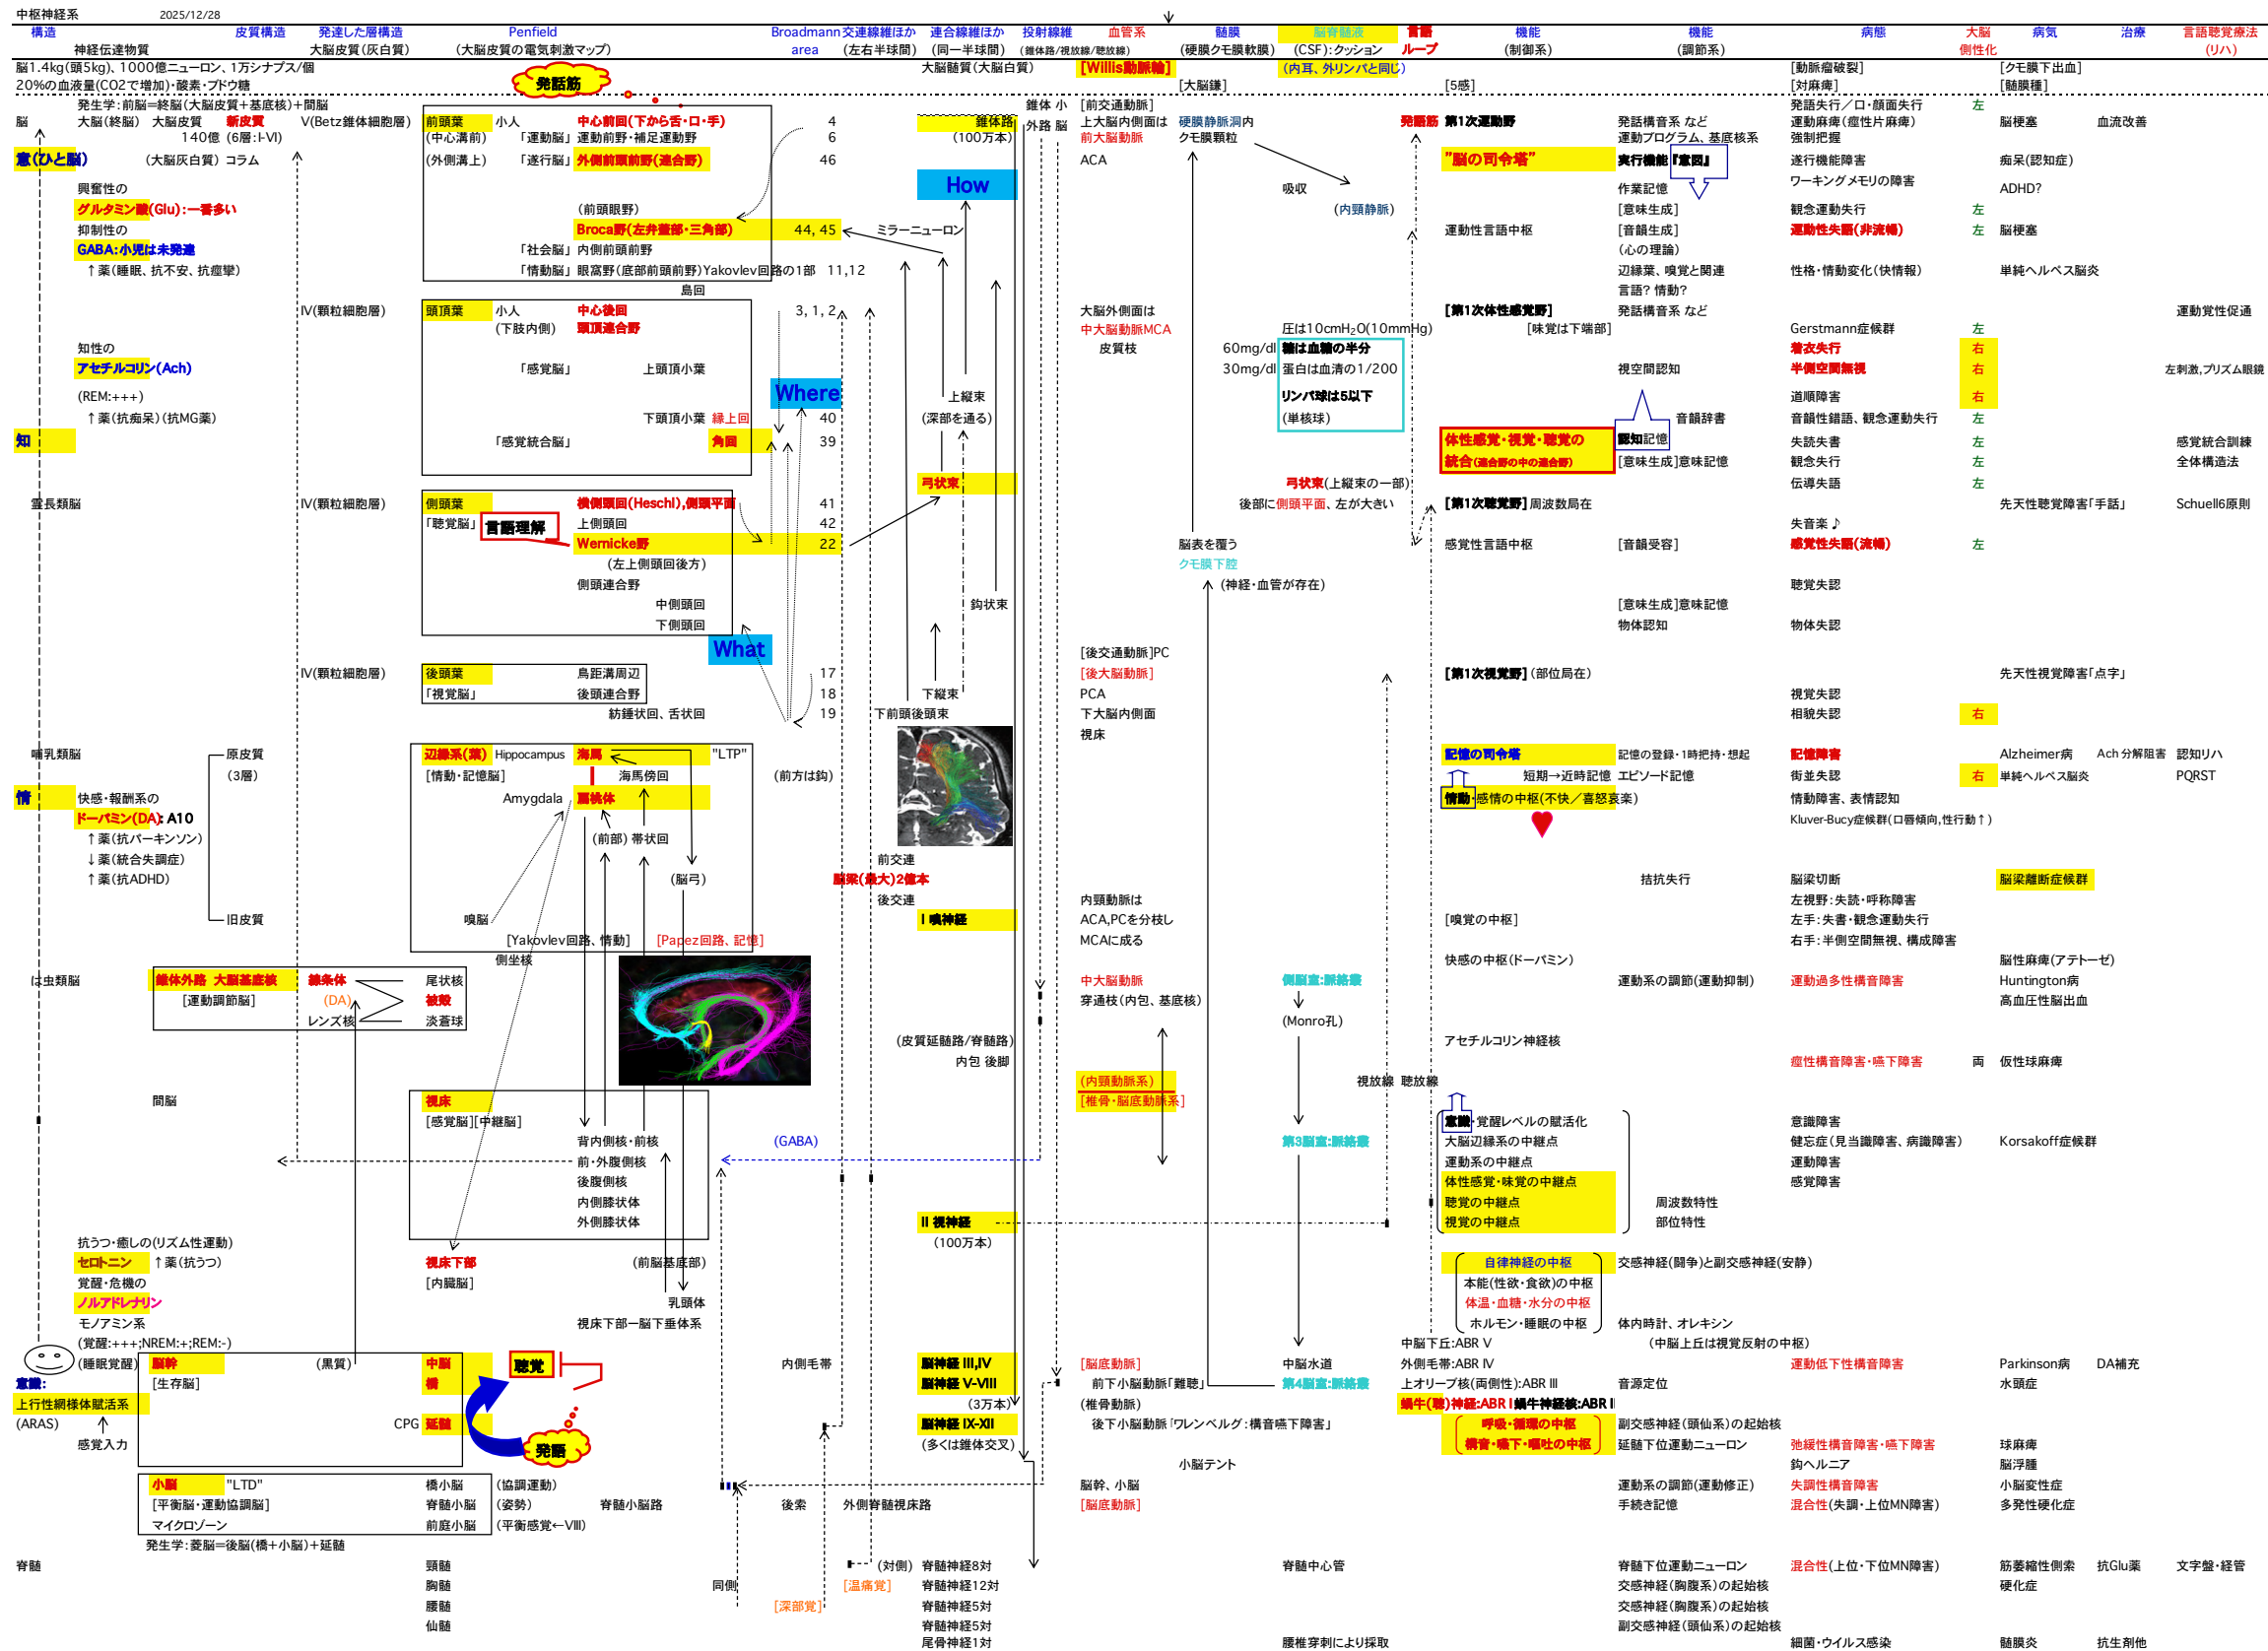 中枢神経系 2025/12/28
構造 皮質構造 発達した層構造 Penfield Broadmann 交連線維ほか 連合線維ほか 投射線維 血管系 髄膜 脳脊髄液 言語 機能 機能 病態 大脳 病気 治療 言語聴覚療法
神経伝達物質 大脳皮質(灰白質) (大脳皮質の電気刺激マップ) area (左右半球間) (同一半球間) (錐体路/視放線/聴放線) (硬膜クモ膜軟膜) (CSF):クッション ループ (制御系) (調節系) 側性化 (リハ)
脳1.4kg(頭5kg)、1000億ニューロン、1万シナプス/個 大脳髄質(大脳白質) [Willis動脈輪] (内耳、外リンパと同じ) [動脈瘤破裂] [クモ膜下出血]
20%の血液量(CO2で増加)・酸素・ブドウ糖 発話筋 [大脳鎌] [5感] [対麻痺] [髄膜種]
発生学:前脳=終脳(大脳皮質+基底核)+間脳 錐体 小 [前交通動脈] 発語失行/口・顔面失行 左
脳 大脳(終脳) 大脳皮質 新皮質 V(Betz錐体細胞層) 前頭葉 小人 中心前回(下から舌・口・手) 4 錐体路 外路 脳 上大脳内側面は 硬膜静脈洞内 発語筋 第1次運動野 発話構音系 など 運動麻痺(痙性片麻痺) 脳梗塞 血流改善
140億 (6層:I-VI) (中心溝前) 「運動脳」 運動前野・補足運動野 6 (100万本) 前大脳動脈 クモ膜顆粒 運動プログラム、基底核系 強制把握
意(ひと脳) (大脳灰白質) コラム (外側溝上) 「遂行脳」 外側前頭前野(連合野) 46 ACA ”脳の司令塔” 実行機能『意図』 遂行機能障害 痴呆(認知症)
How ワーキングメモリの障害
興奮性の 吸収 作業記憶 ADHD?
グルタミン酸(Glu):一番多い (前頭眼野) (内頸静脈) [意味生成] 観念運動失行 左
抑制性の Broca野(左弁蓋部・三角部) 44, 45 ミラーニューロン 運動性言語中枢 [音韻生成] 運動性失語(非流暢) 左 脳梗塞
GABA:小児は未発達 「社会脳」 内側前頭前野 (心の理論)
↑薬(睡眠、抗不安、抗痙攣) 「情動脳」 眼窩野(底部前頭前野)Yakovlev回路の1部 11,12 辺縁葉、嗅覚と関連 性格・情動変化(快情報) 単純ヘルペス脳炎
島回 言語? 情動?
IV(顆粒細胞層) 頭頂葉 小人 中心後回 3, 1, 2 大脳外側面は [第1次体性感覚野] 発話構音系 など 運動覚性促通
(下肢内側) 頭頂連合野 中大脳動脈MCA 圧は10cmH₂O(10mmHg) [味覚は下端部] Gerstmann症候群 左
知性の 皮質枝 60mg/dl 糖は血糖の半分 着衣失行 右
アセチルコリン(Ach) 「感覚脳」 上頭頂小葉 30mg/dl 蛋白は血清の1/200 視空間認知 半側空間無視 右 左刺激,プリズム眼鏡
(REM:+++) Where 上縦束 リンパ球は5以下 道順障害 右
↑薬(抗痴呆)(抗MG薬) 下頭頂小葉 縁上回 40 (深部を通る) (単核球) 音韻辞書 音韻性錯語、観念運動失行 左
知 「感覚統合脳」 角回 39 体性感覚・視覚・聴覚の 認知記憶 失読失書 左 感覚統合訓練
統合(連合野の中の連合野) [意味生成]意味記憶 観念失行 左 全体構造法
弓状束 弓状束(上縦束の一部) 伝導失語 左
霊長類脳 IV(顆粒細胞層) 側頭葉 横側頭回(Heschl),側頭平面 41 後部に側頭平面、左が大きい [第1次聴覚野] 周波数局在 先天性聴覚障害「手話」 Schuell6原則
「聴覚脳」 言語理解 上側頭回 42 失音楽♪
Wernicke野 22 脳表を覆う 感覚性言語中枢 [音韻受容] 感覚性失語(流暢) 左
(左上側頭回後方) クモ膜下腔
側頭連合野 (神経・血管が存在) 聴覚失認
中側頭回 鈎状束 [意味生成]意味記憶
下側頭回 物体認知 物体失認
What [後交通動脈]PC
IV(顆粒細胞層) 後頭葉 鳥距溝周辺 17 [後大脳動脈] [第1次視覚野] (部位局在) 先天性視覚障害「点字」
「視覚脳」 後頭連合野 18 下縦束 PCA 視覚失認
紡錘状回、舌状回 19 下前頭後頭束 下大脳内側面 相貌失認 右
視床
哺乳類脳 原皮質 辺縁系(葉) Hippocampus 海馬 "LTP" 記憶の司令塔 記憶の登録・1時把持・想起 記憶障害 Alzheimer病 Ach 分解阻害 認知リハ
(3層) [情動・記憶脳] 海馬傍回 (前方は鈎) 短期→近時記憶 エピソード記憶 街並失認 右 単純ヘルペス脳炎 PQRST
情 快感・報酬系の Amygdala 扁桃体 情動・感情の中枢(不快/喜怒哀楽) 情動障害、表情認知
ドーパミン(DA): A10 Kluver-Bucy症候群(口唇傾向,性行動↑)
↑薬(抗パーキンソン) (前部) 帯状回
↓薬(統合失調症) 前交連
↑薬(抗ADHD) (脳弓) 脳梁(最大)2億本 拮抗失行 脳梁切断 脳梁離断症候群
後交連 内頸動脈は 左視野:失読・呼称障害
旧皮質 嗅脳 I 嗅神経 ACA,PCを分枝し [嗅覚の中枢] 左手:失書・観念運動失行
[Yakovlev回路、情動] [Papez回路、記憶] MCAに成る 右手:半側空間無視、構成障害
側坐核 快感の中枢(ドーパミン) 脳性麻痺(アテトーゼ)
は虫類脳 錐体外路 大脳基底核 線条体 尾状核 中大脳動脈 側脳室:脈絡叢 運動系の調節(運動抑制) 運動過多性構音障害 Huntington病
[運動調節脳] (DA) 被殻 穿通枝(内包、基底核) 高血圧性脳出血
レンズ核 淡蒼球 (Monro孔)
(皮質延髄路/脊髄路) アセチルコリン神経核
内包 後脚 痙性構音障害・嚥下障害 両 仮性球麻痺
(内頸動脈系) 視放線 聴放線
間脳 視床 [椎骨・脳底動脈系]
[感覚脳][中継脳] 意識・覚醒レベルの賦活化 意識障害
背内側核・前核 (GABA) 第3脳室:脈絡叢 大脳辺縁系の中継点 健忘症(見当識障害、病識障害) Korsakoff症候群
前・外腹側核 運動系の中継点 運動障害
後腹側核 体性感覚・味覚の中継点 感覚障害
内側膝状体 聴覚の中継点 周波数特性
外側膝状体 II 視神経 視覚の中継点 部位特性
抗うつ・癒しの(リズム性運動) (100万本)
セロトニン ↑薬(抗うつ) 視床下部 (前脳基底部) 自律神経の中枢 交感神経(闘争)と副交感神経(安静)
覚醒・危機の [内臓脳] 本能(性欲・食欲)の中枢
ノルアドレナリン 乳頭体 体温・血糖・水分の中枢
モノアミン系 視床下部ー脳下垂体系 ホルモン・睡眠の中枢 体内時計、オレキシン
(覚醒:+++;NREM:+;REM:-) 中脳下丘:ABR V (中脳上丘は視覚反射の中枢)
(睡眠覚醒) 脳幹 (黒質) 中脳 聴覚 内側毛帯 脳神経 III,IV [脳底動脈] 中脳水道 外側毛帯:ABR IV 運動低下性構音障害 Parkinson病 DA補充
意識: [生存脳] 橋 脳神経 V-VIII 前下小脳動脈「難聴」 第4脳室:脈絡叢 上オリーブ核(両側性):ABR III 音源定位 水頭症
上行性網様体賦活系 (3万本) (椎骨動脈) 蝸牛(聴)神経:ABR I 蝸牛神経核:ABR II
(ARAS) CPG 延髄 脳神経 IX-XII 後下小脳動脈「ワレンベルグ:構音嚥下障害」 呼吸・循環の中枢 副交感神経(頭仙系)の起始核
感覚入力 発語 (多くは錐体交叉) 構音・嚥下・嘔吐の中枢 延髄下位運動ニューロン 弛緩性構音障害・嚥下障害 球麻痺
小脳テント 鈎ヘルニア 脳浮腫
小脳 "LTD" 橋小脳 (協調運動) 脳幹、小脳 運動系の調節(運動修正) 失調性構音障害 小脳変性症
[平衡脳・運動協調脳] 脊髄小脳 (姿勢) 脊髄小脳路 後索 外側脊髄視床路 [脳底動脈] 手続き記憶 混合性(失調・上位MN障害) 多発性硬化症
マイクロゾーン 前庭小脳 (平衡感覚←VIII)
発生学:菱脳=後脳(橋+小脳)+延髄
脊髄 頸髄 (対側) 脊髄神経8対 脊髄中心管 脊髄下位運動ニューロン 混合性(上位・下位MN障害) 筋萎縮性側索 抗Glu薬 文字盤・経管
胸髄 同側 [温痛覚] 脊髄神経12対 交感神経(胸腹系)の起始核 硬化症
腰髄 [深部覚] 脊髄神経5対 交感神経(胸腹系)の起始核
仙髄 脊髄神経5対 副交感神経(頭仙系)の起始核
尾骨神経1対 腰椎穿刺により採取 細菌・ウイルス感染 髄膜炎 抗生剤他